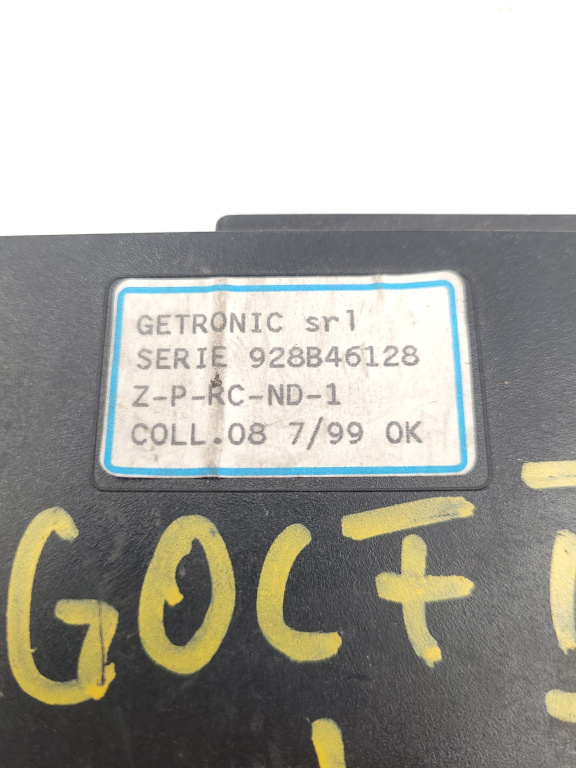 GETRONIC srl
SERIE 928B46128
Z-P-RC-ND-1
COLL.08 7/99 OK
GOLF